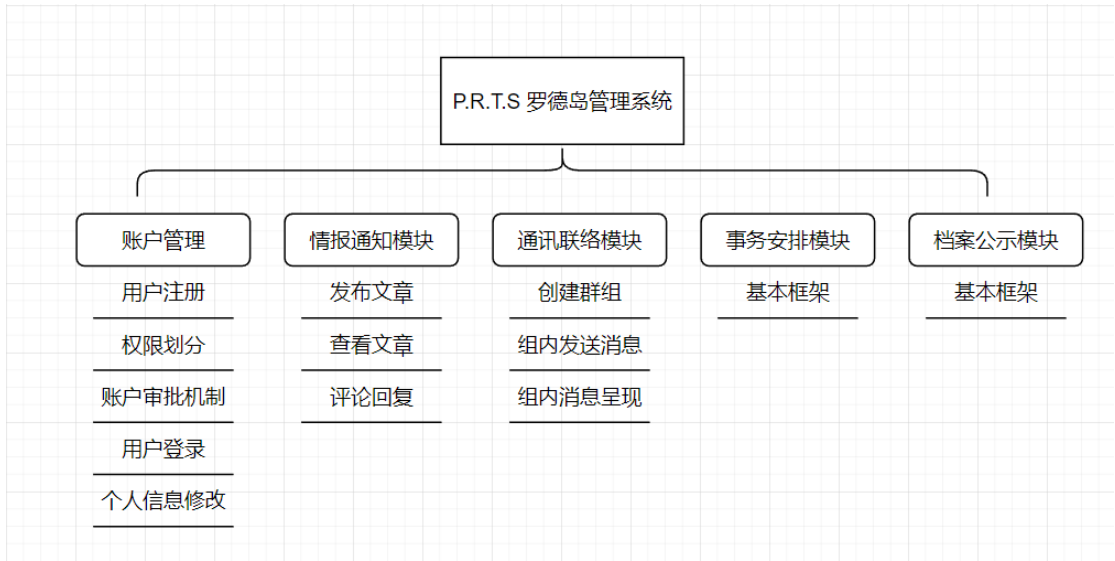 P.R.T.S 罗德岛管理系统
账户管理
用户注册
权限划分
账户审批机制
用户登录
个人信息修改
情报通知模块
发布文章
查看文章
评论回复
通讯联络模块
创建群组
组内发送消息
组内消息呈现
事务安排模块
基本框架
档案公示模块
基本框架